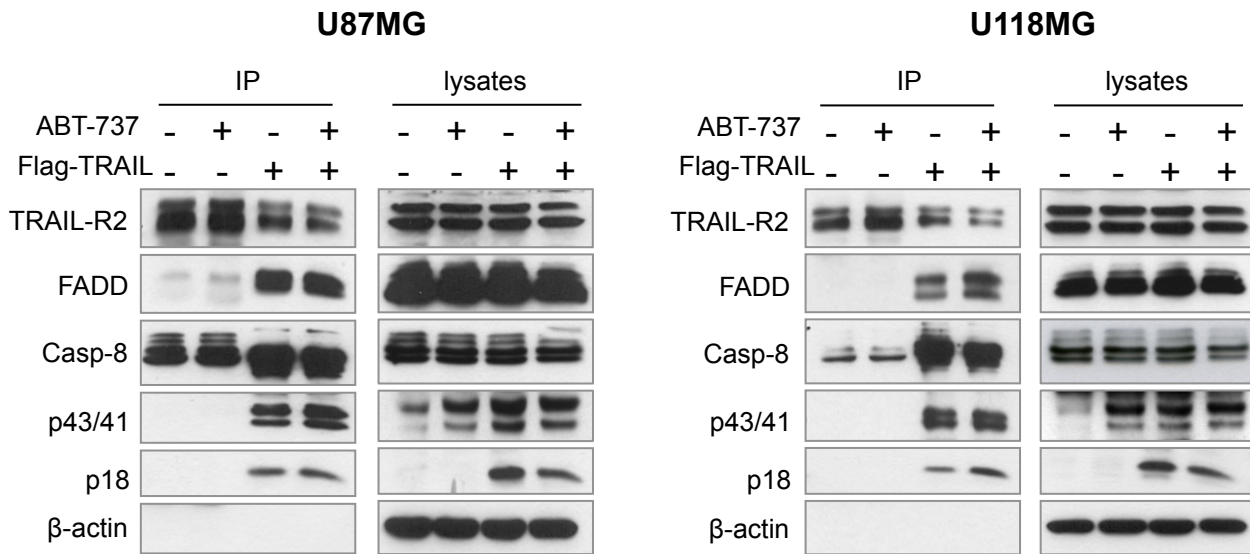 U87MG
IP lysates
ABT-737 - + - + - + - +
Flag-TRAIL - - + + - - + +
TRAIL-R2
FADD
Casp-8
p43/41
p18
β-actin
U118MG
IP lysates
ABT-737 - + - + - + - +
Flag-TRAIL - - + + - - + +
TRAIL-R2
FADD
Casp-8
p43/41
p18
β-actin